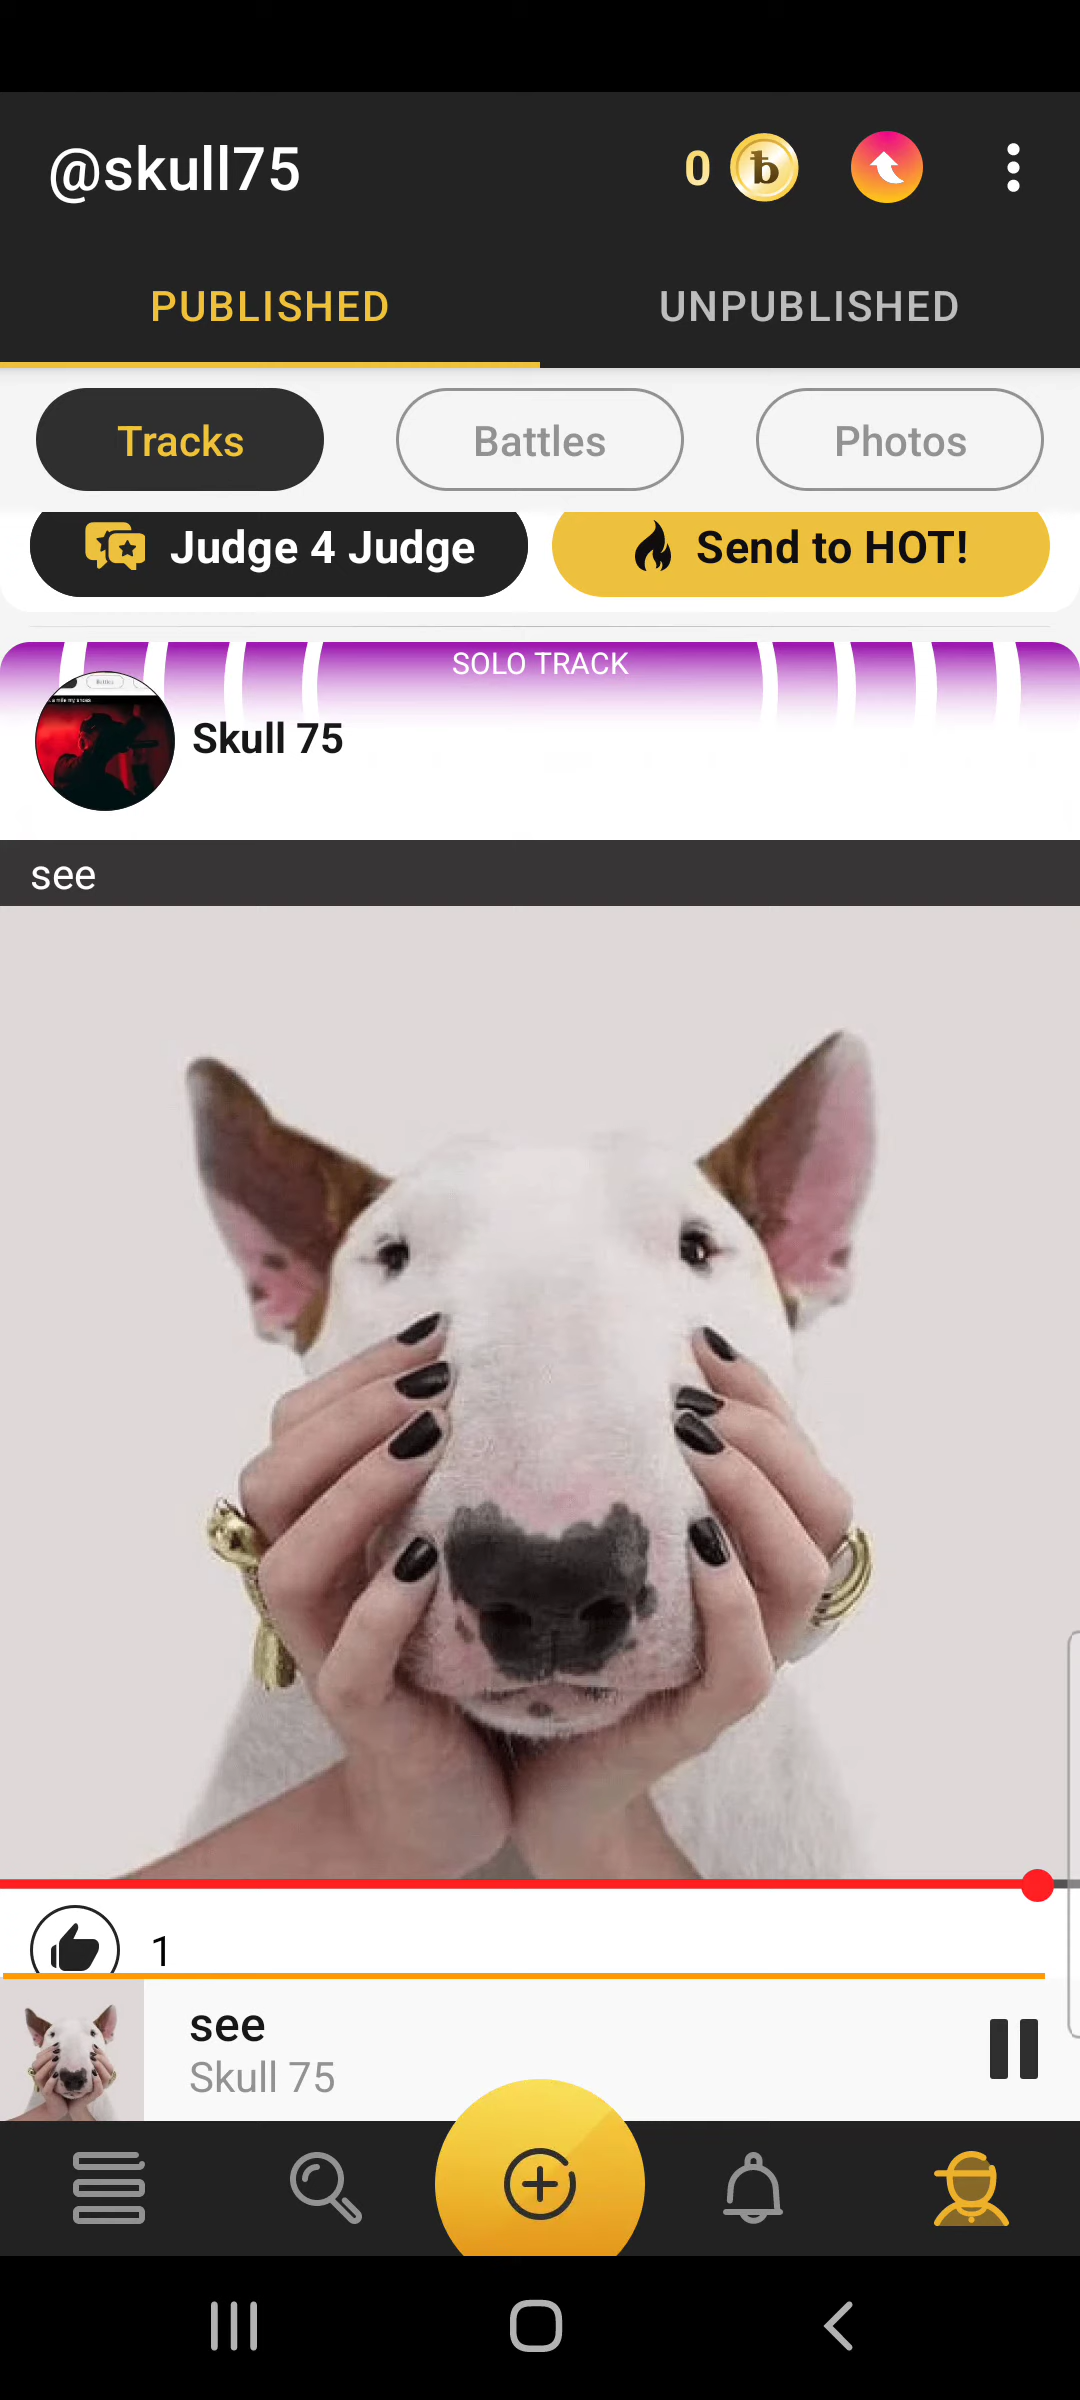 @skull75
0
PUBLISHED
UNPUBLISHED
Tracks
Battles
Photos
Judge 4 Judge
Send to HOT!
SOLO TRACK
Skull 75
see
1
see
Skull 75